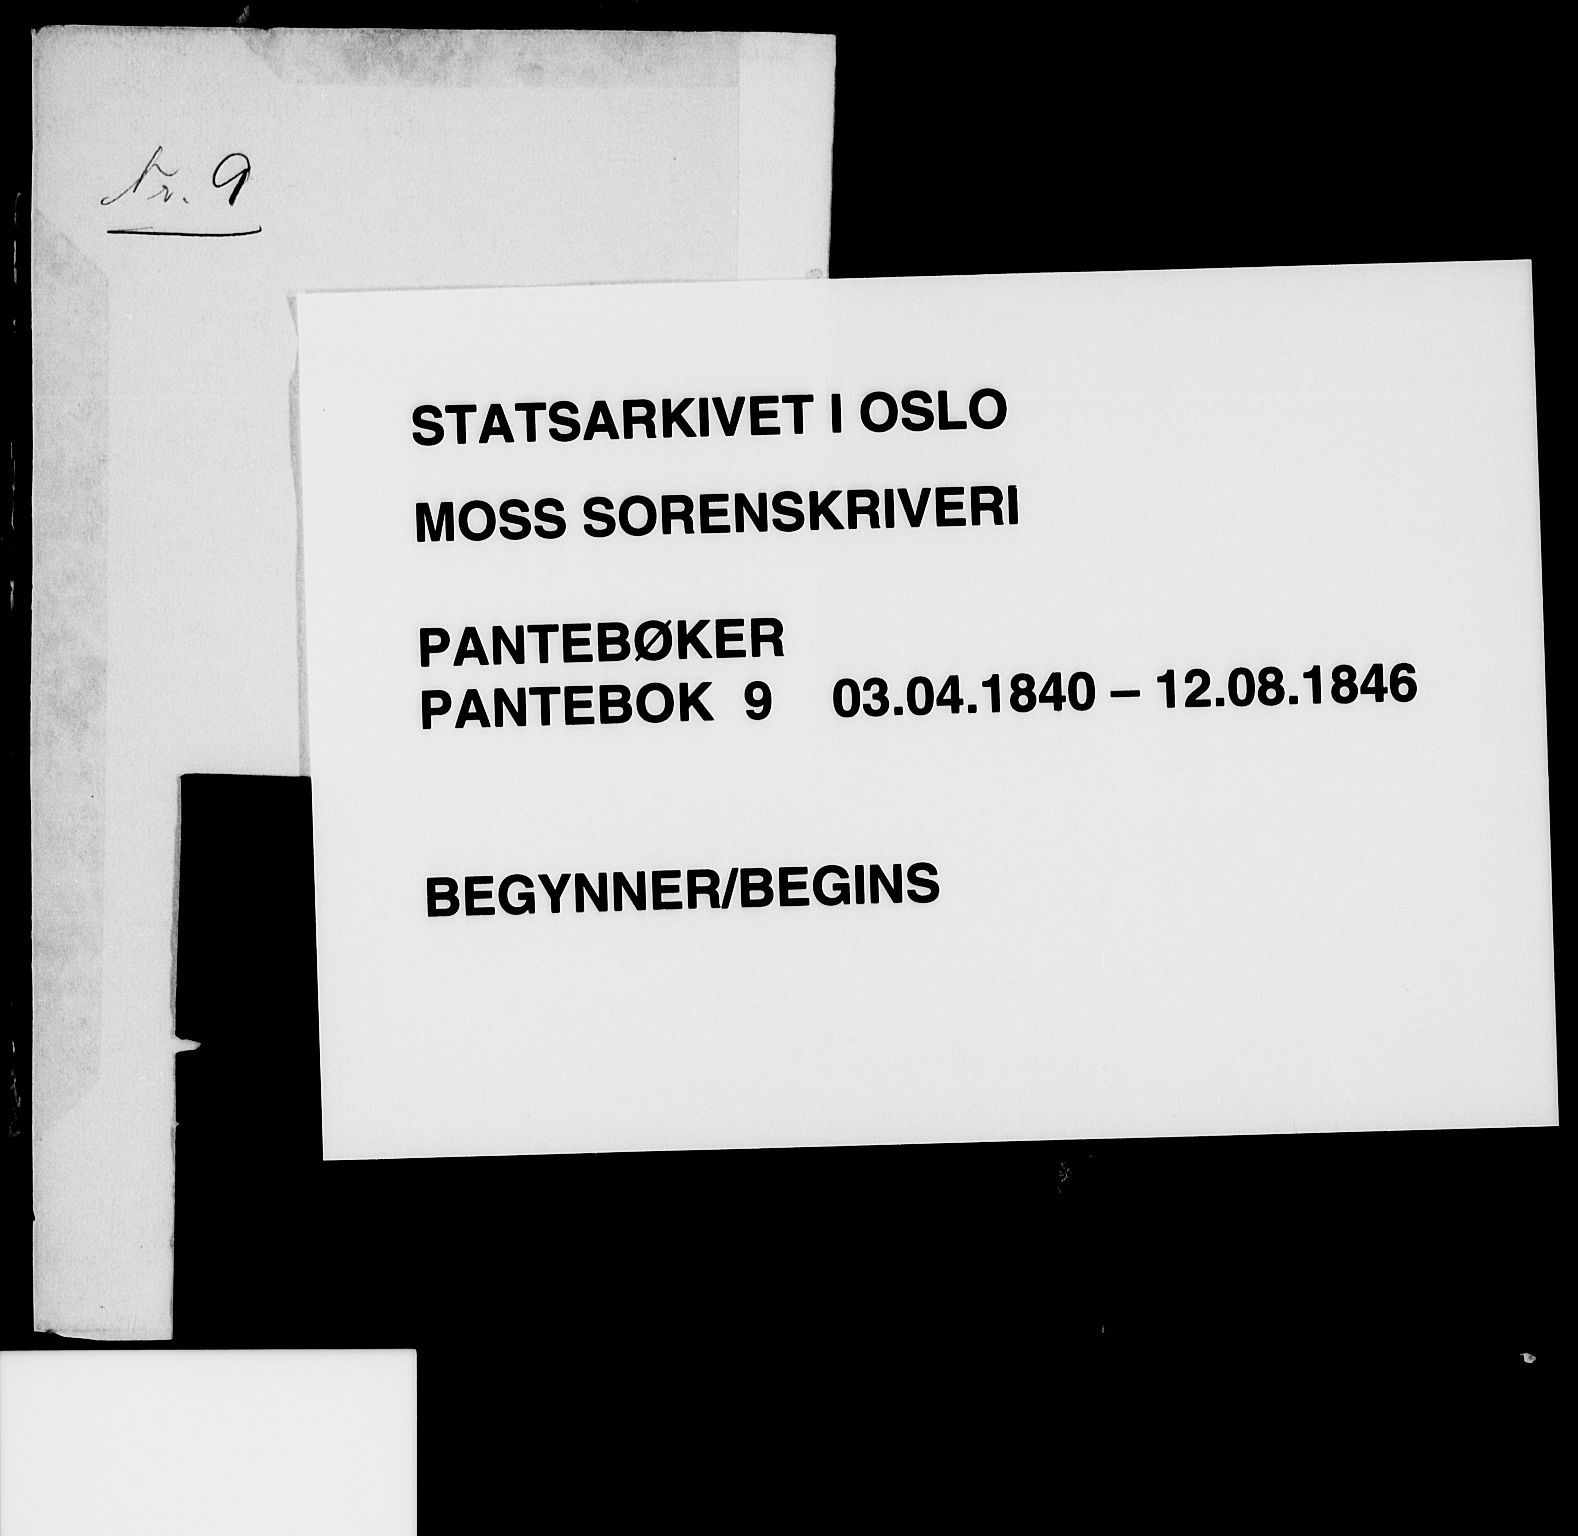 Nr. 9
STATSARKIVET I OSLO
MOSS SORENSKRIVERI
PANTEBØKER
PANTEBOK 9 03.04.1840 – 12.08.1846
BEGYNNER/BEGINS